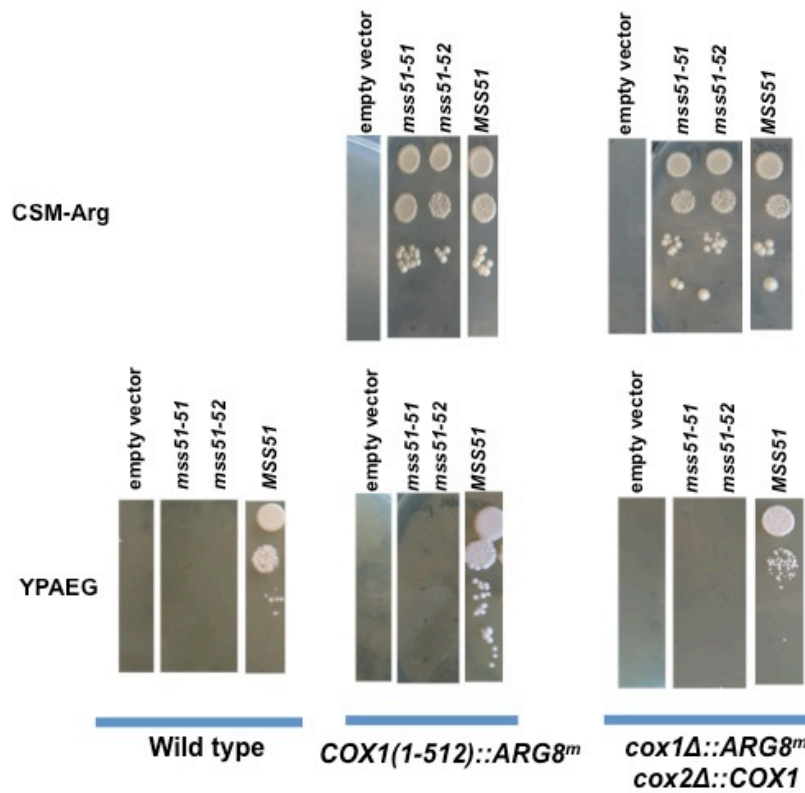 empty vector
mss51-51
mss51-52
MSS51
empty vector
mss51-51
mss51-52
MSS51
CSM-Arg
empty vector
mss51-51
mss51-52
MSS51
empty vector
mss51-51
mss51-52
MSS51
empty vector
mss51-51
mss51-52
MSS51
YPAEG
Wild type
COX1(1-512)::ARG8ᵐ
cox1Δ::ARG8ᵐ
cox2Δ::COX1